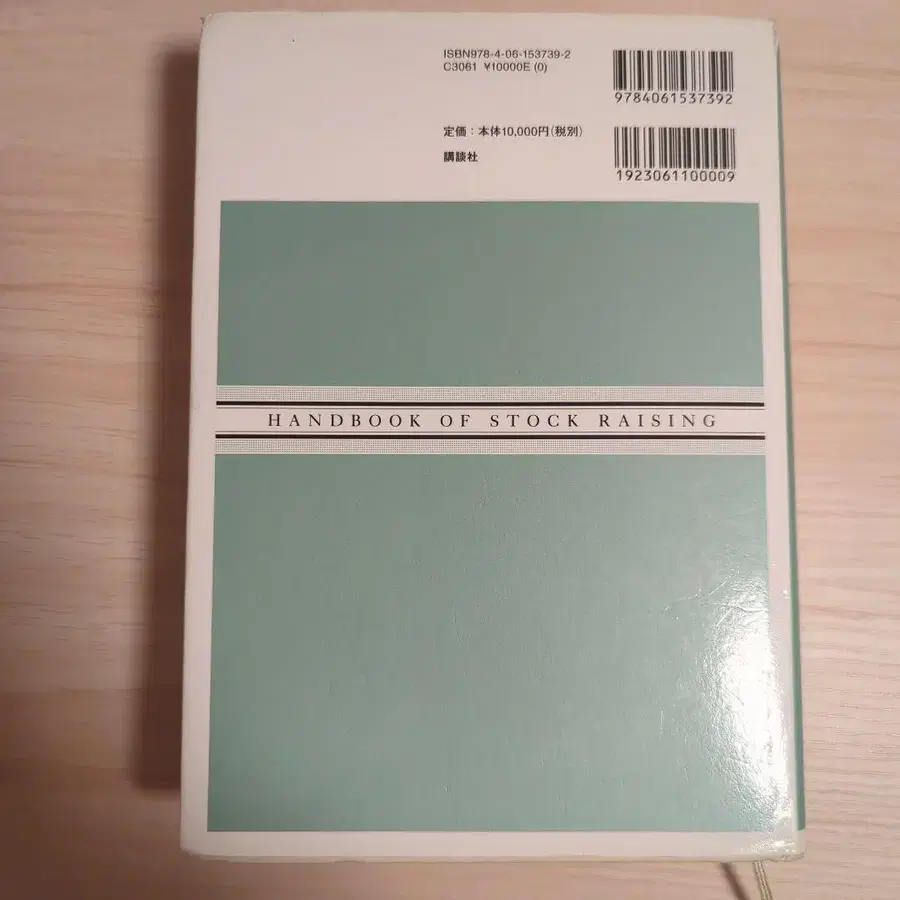 ISBN978-4-06-153739-2
C3061 ¥10000E (0)
9784061537392
定価：本体10,000円(税別)
講談社
1923061100009
HANDBOOK OF STOCK RAISING